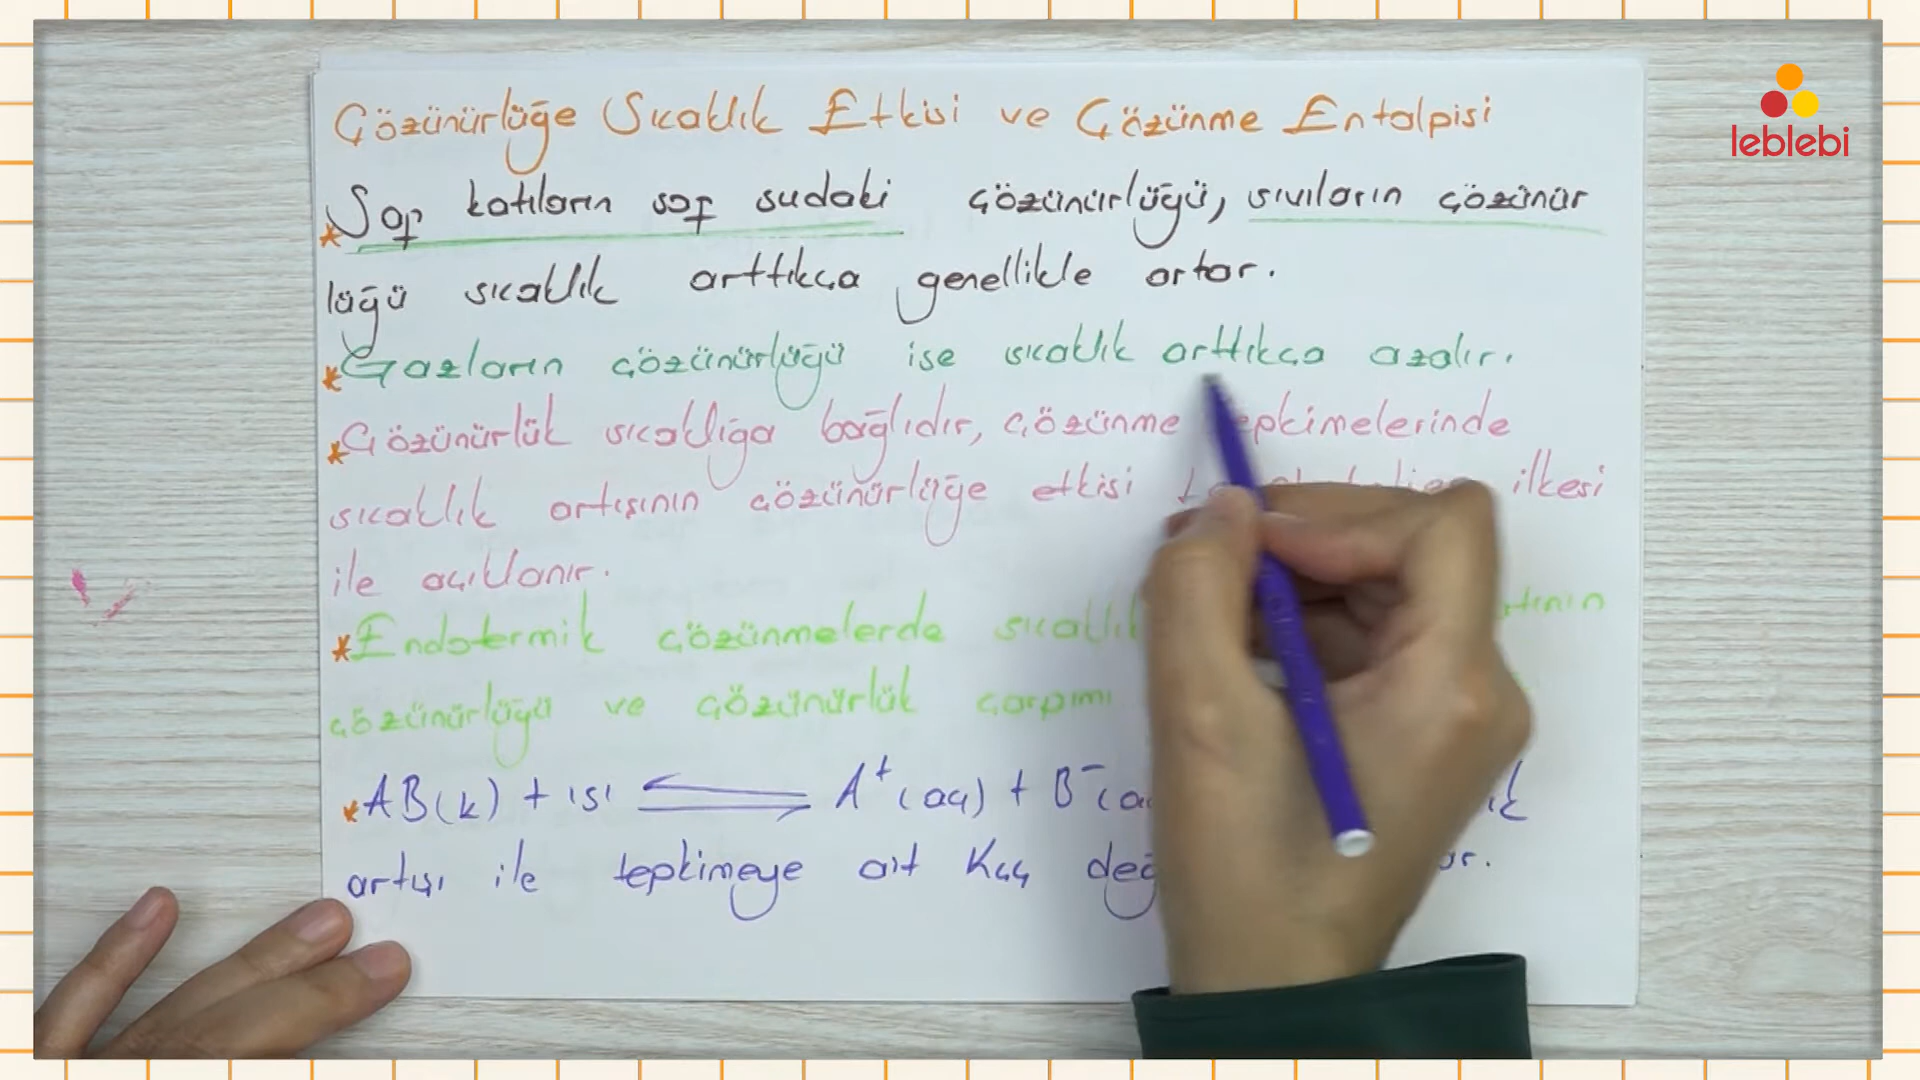 Çözünürlüğe Sıcaklık Etkisi ve Çözünme Entalpisi
leblebi
* Saf katıların saf sudaki çözünürlüğü, sıvıların çözünür
lüğü sıcaklık arttıkça genellikle artar.
* Gazların çözünürlüğü ise sıcaklık arttıkça azalır.
* Çözünürlük sıcaklığa bağlıdır, çözünme epkimelerinde
sıcaklık artışının çözünürlüğe etkisi ilkesi
ile açıklanır.
* Endotermik çözünmelerde sıcaklık
çözünürlüğü ve çözünürlük çarpımı
* AB(k) + ısı ⇌ A⁺(aq) + B⁻(a
artışı ile tepkimeye ait Kçç değ